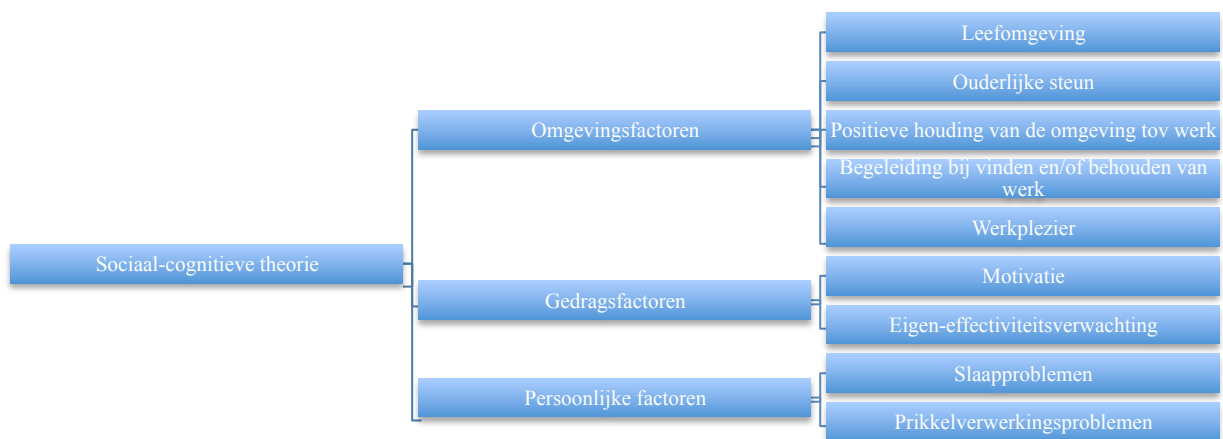 Sociaal-cognitieve theorie
Omgevingsfactoren
Leefomgeving
Ouderlijke steun
Positieve houding van de omgeving tov werk
Begeleiding bij vinden en/of behouden van
werk
Werkplezier
Gedragsfactoren
Motivatie
Eigen-effectiviteitsverwachting
Persoonlijke factoren
Slaapproblemen
Prikkelverwerkingsproblemen